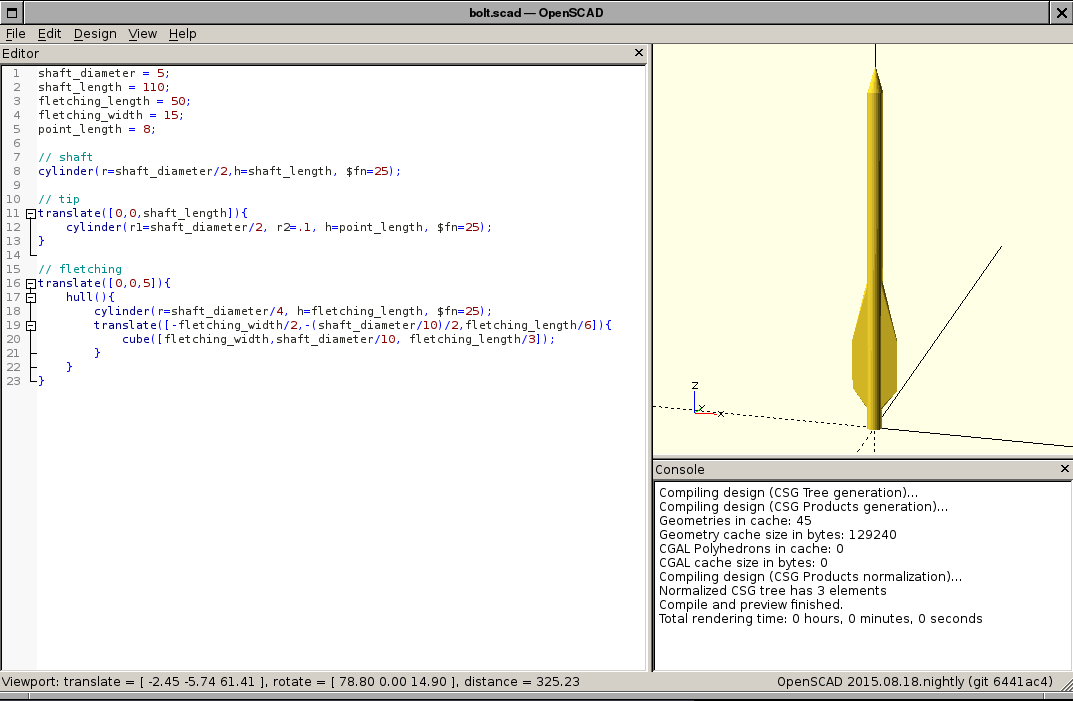 bolt.scad — OpenSCAD
File Edit Design View Help
Editor
1 shaft_diameter = 5;
2 shaft_length = 110;
3 fletching_length = 50;
4 fletching_width = 15;
5 point_length = 8;
6
7 // shaft
8 cylinder(r=shaft_diameter/2,h=shaft_length, $fn=25);
9
10 // tip
11 translate([0,0,shaft_length]){
12     cylinder(r1=shaft_diameter/2, r2=.1, h=point_length, $fn=25);
13 }
14
15 // fletching
16 translate([0,0,5]){
17     hull(){
18         cylinder(r=shaft_diameter/4, h=fletching_length, $fn=25);
19         translate([-fletching_width/2,-(shaft_diameter/10)/2,fletching_length/6]){
20             cube([fletching_width,shaft_diameter/10, fletching_length/3]);
21         }
22     }
23 }
Z
Y
X
Console
Compiling design (CSG Tree generation)...
Compiling design (CSG Products generation)...
Geometries in cache: 45
Geometry cache size in bytes: 129240
CGAL Polyhedrons in cache: 0
CGAL cache size in bytes: 0
Compiling design (CSG Products normalization)...
Normalized CSG tree has 3 elements
Compile and preview finished.
Total rendering time: 0 hours, 0 minutes, 0 seconds
Viewport: translate = [ -2.45 -5.74 61.41 ], rotate = [ 78.80 0.00 14.90 ], distance = 325.23
OpenSCAD 2015.08.18.nightly (git 6441ac4)